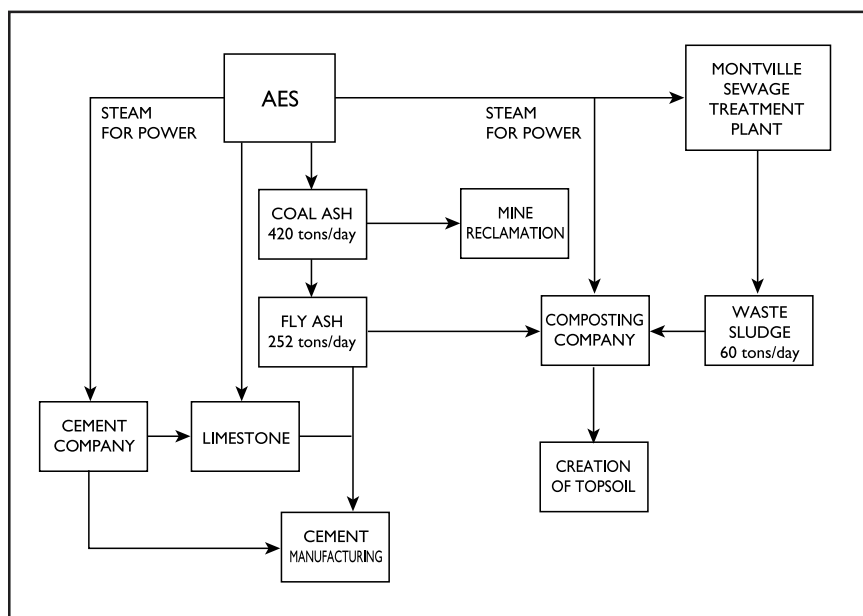 AES
MONTVILLE
SEWAGE
TREATMENT
PLANT
STEAM
FOR POWER
STEAM
FOR POWER
COAL ASH
420 tons/day
MINE
RECLAMATION
FLY ASH
252 tons/day
COMPOSTING
COMPANY
WASTE
SLUDGE
60 tons/day
CEMENT
COMPANY
LIMESTONE
CREATION
OF TOPSOIL
CEMENT
MANUFACTURING